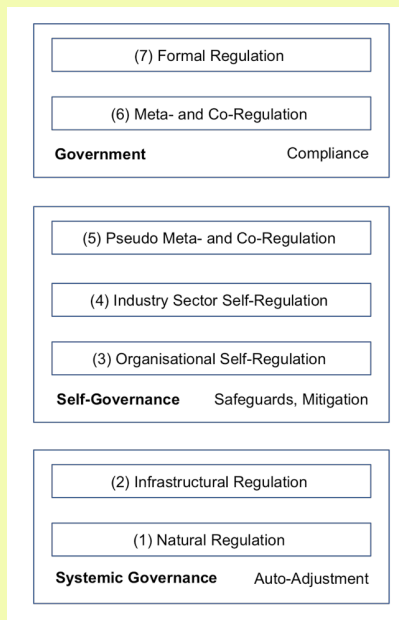 (7) Formal Regulation
(6) Meta- and Co-Regulation
Government Compliance
(5) Pseudo Meta- and Co-Regulation
(4) Industry Sector Self-Regulation
(3) Organisational Self-Regulation
Self-Governance Safeguards, Mitigation
(2) Infrastructural Regulation
(1) Natural Regulation
Systemic Governance Auto-Adjustment